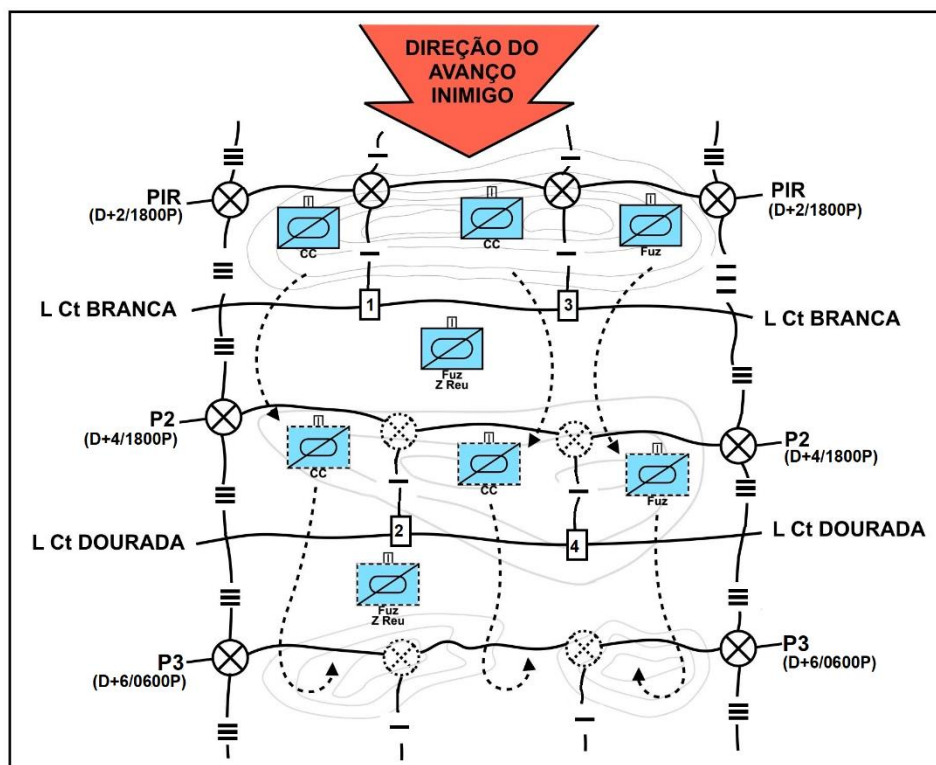 DIREÇÃO DO
AVANÇO
INIMIGO
PIR
(D+2/1800P)
PIR
(D+2/1800P)
CC
CC
Fuz
L Ct BRANCA
1
3
L Ct BRANCA
Fuz
Z Reu
P2
(D+4/1800P)
P2
(D+4/1800P)
CC
CC
Fuz
L Ct DOURADA
2
4
L Ct DOURADA
Fuz
Z Reu
P3
(D+6/0600P)
P3
(D+6/0600P)